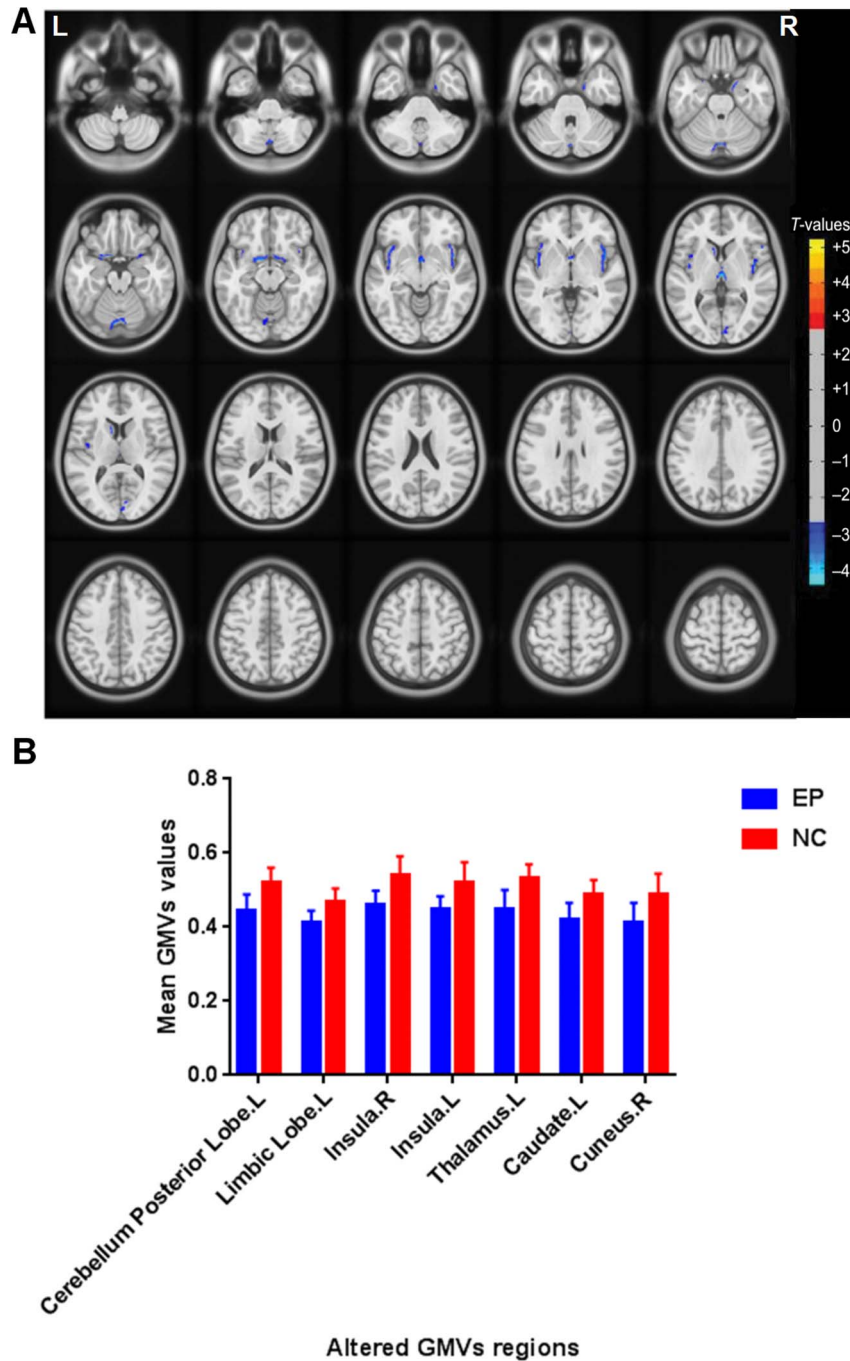 A
L
R
T-values
+5
+4
+3
+2
+1
0
–1
–2
–3
–4
B
EP
NC
Mean GMVs values
0.8
0.6
0.4
0.2
0.0
Cerebellum Posterior Lobe.L
Limbic Lobe.L
Insula.R
Insula.L
Thalamus.L
Caudate.L
Cuneus.R
Altered GMVs regions